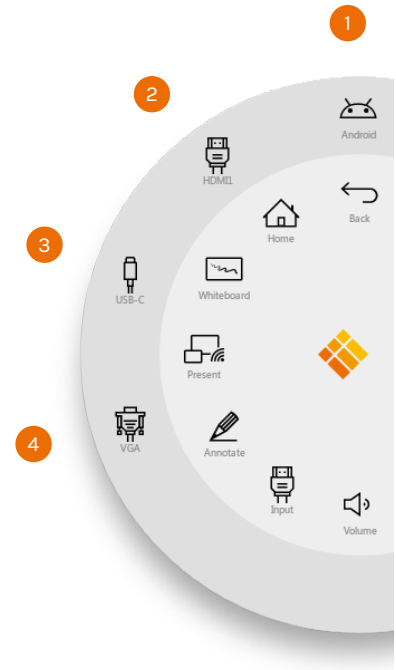 1
Android
2
HDMI1
Back
Home
3
USB-C
Whiteboard
Present
4
VGA
Annotate
Input
Volume